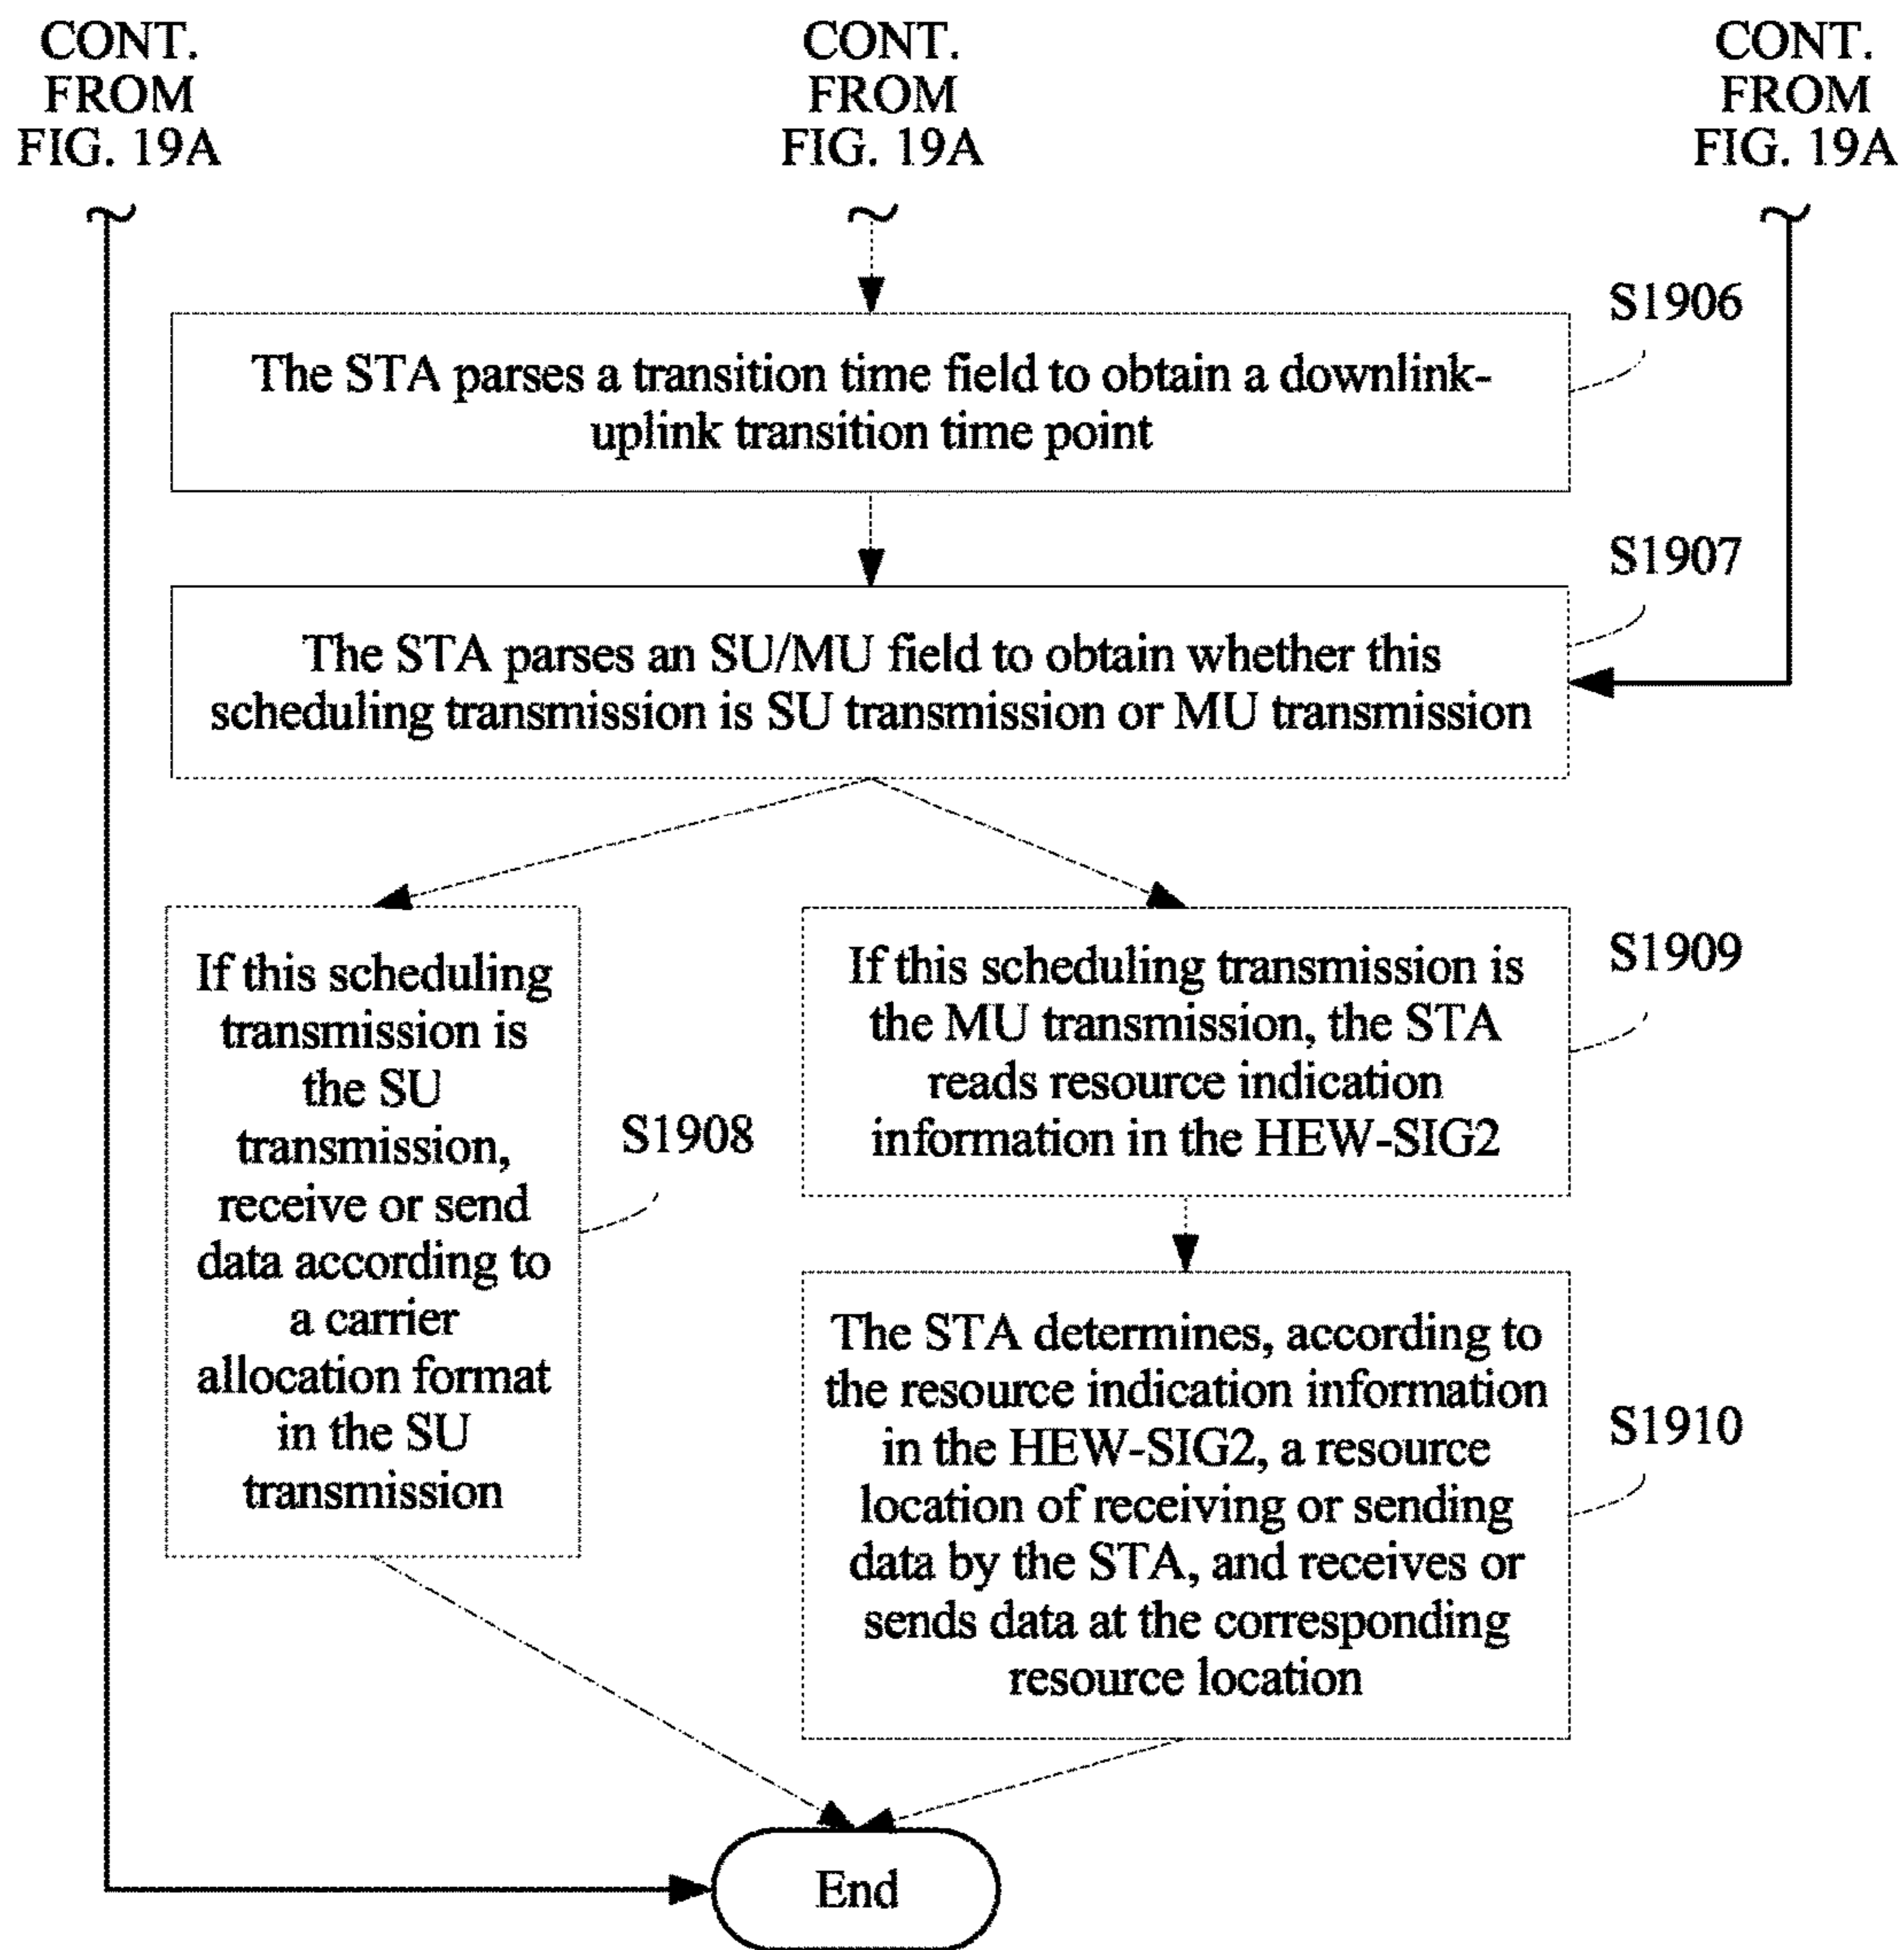 CONT.
FROM
FIG. 19A
CONT.
FROM
FIG. 19A
CONT.
FROM
FIG. 19A
S1906
The STA parses a transition time field to obtain a downlink-
uplink transition time point
S1907
The STA parses an SU/MU field to obtain whether this
scheduling transmission is SU transmission or MU transmission
If this scheduling
transmission is
the SU
transmission,
receive or send
data according to
a carrier
allocation format
in the SU
transmission
S1908
If this scheduling transmission is
the MU transmission, the STA
reads resource indication
information in the HEW-SIG2
S1909
The STA determines, according to
the resource indication information
in the HEW-SIG2, a resource
location of receiving or sending
data by the STA, and receives or
sends data at the corresponding
resource location
S1910
End